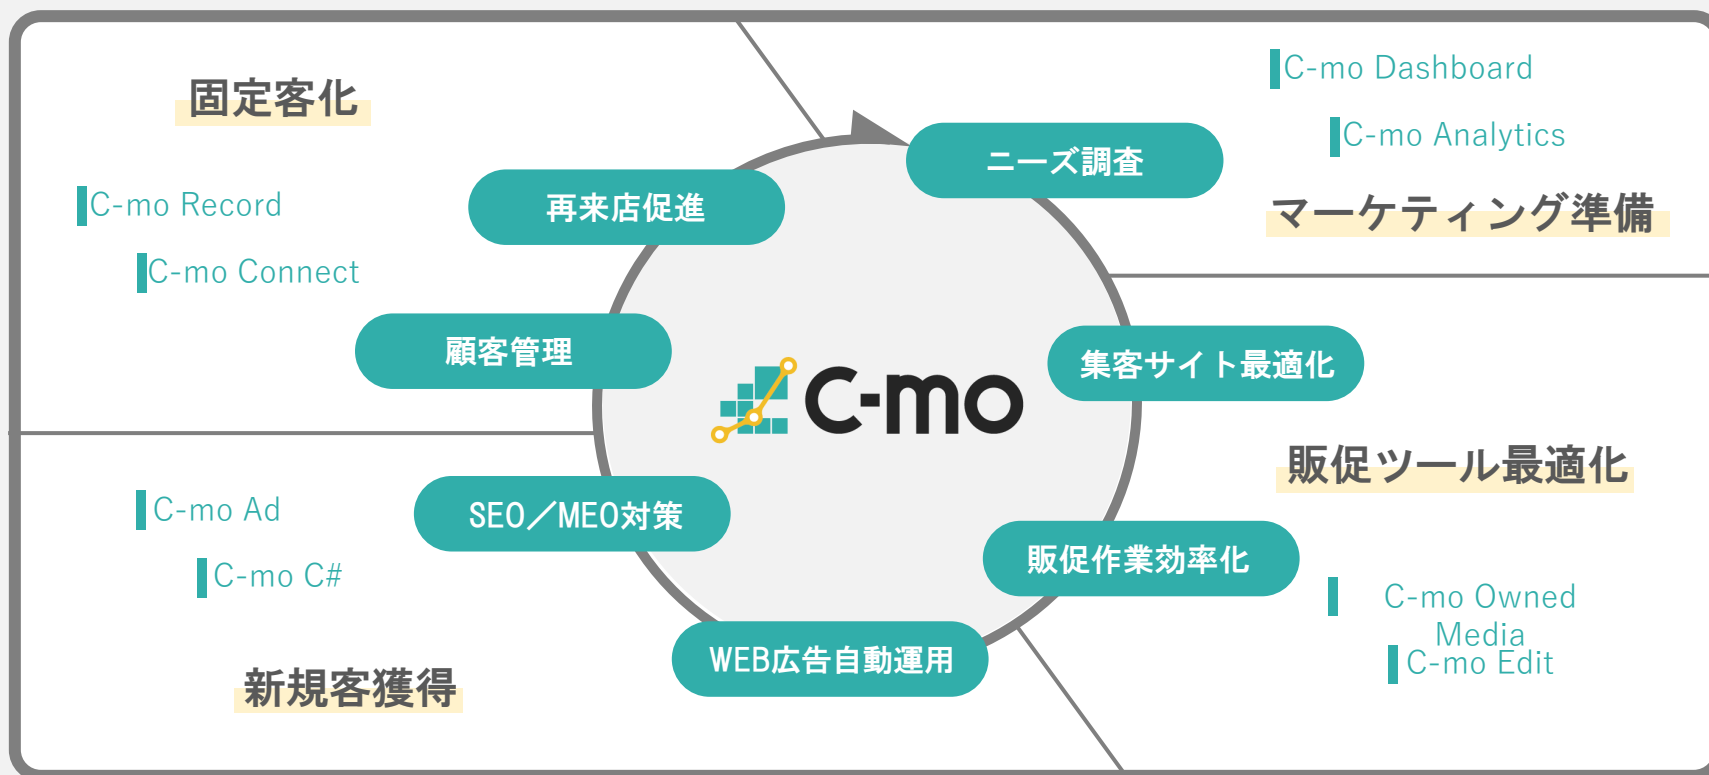 固定客化
C-mo Record
C-mo Connect
再来店促進
顧客管理
ニーズ調査
C-mo Dashboard
C-mo Analytics
マーケティング準備
C-mo
集客サイト最適化
販促ツール最適化
販促作業効率化
C-mo Owned
Media
C-mo Edit
WEB広告自動運用
SEO／MEO対策
C-mo Ad
C-mo C#
新規客獲得